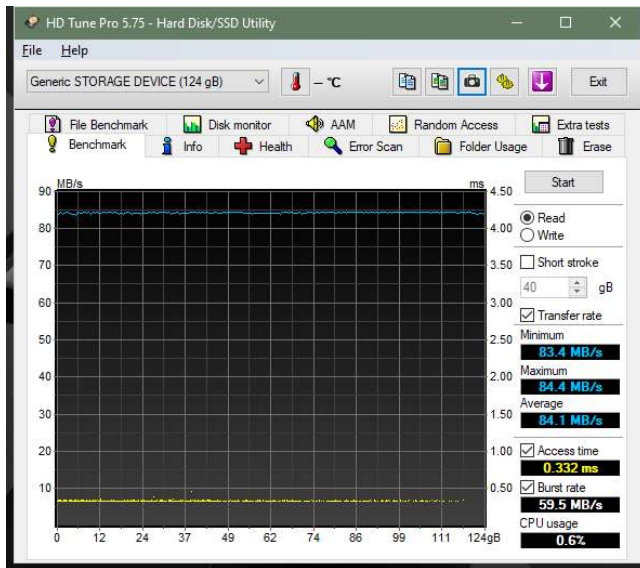 HD Tune Pro 5.75 - Hard Disk/SSD Utility
File Help
Generic STORAGE DEVICE (124 gB)
– °C
Exit
File Benchmark Disk monitor AAM Random Access Extra tests
Benchmark Info Health Error Scan Folder Usage Erase
MB/s ms
90 4.50
80 4.00
70 3.50
60 3.00
50 2.50
40 2.00
30 1.50
20 1.00
10 0.50
0 12 24 37 49 62 74 86 99 111 124gB
Start
Read
Write
Short stroke
40 gB
Transfer rate
Minimum
83.4 MB/s
Maximum
84.4 MB/s
Average
84.1 MB/s
Access time
0.332 ms
Burst rate
59.5 MB/s
CPU usage
0.6%